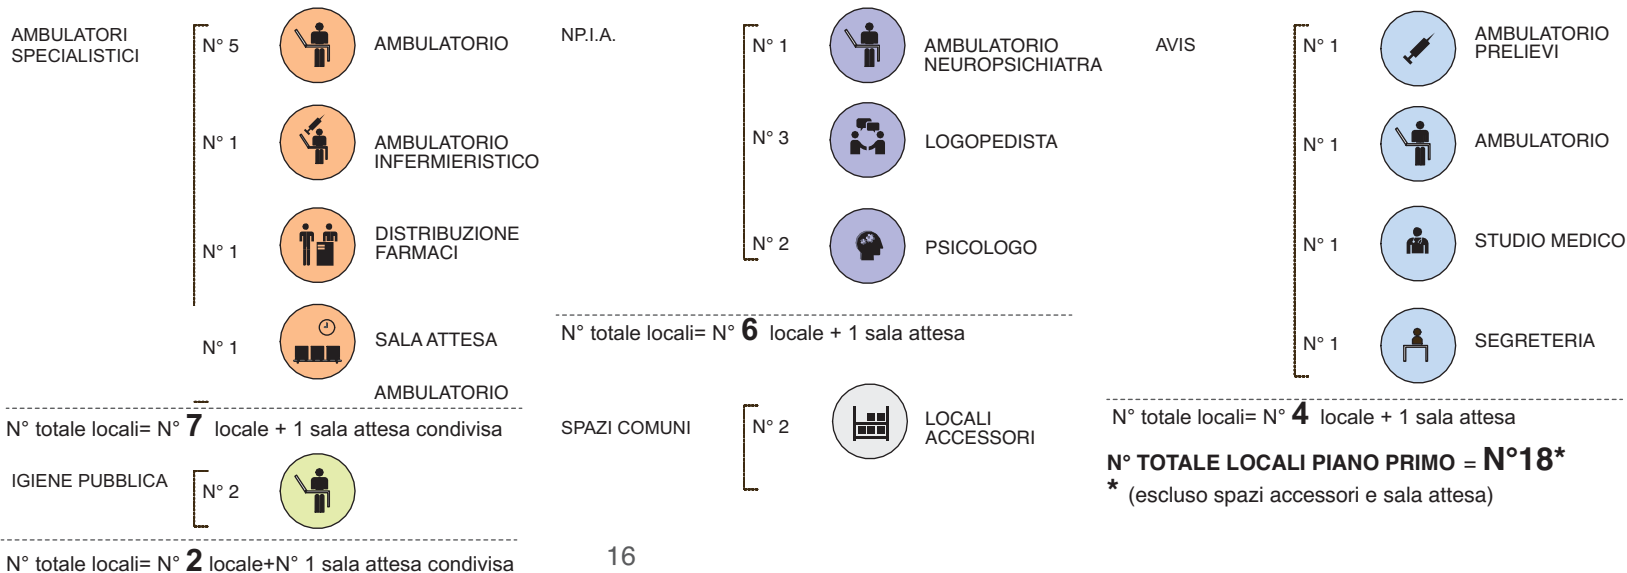 AMBULATORI
SPECIALISTICI
N° 5
AMBULATORIO
N° 1
AMBULATORIO
INFERMIERISTICO
N° 1
DISTRIBUZIONE
FARMACI
N° 1
SALA ATTESA
AMBULATORIO
N° totale locali= N° 7 locale + 1 sala attesa condivisa
IGIENE PUBBLICA
N° 2
N° totale locali= N° 2 locale+N° 1 sala attesa condivisa
NP.I.A.
N° 1
AMBULATORIO
NEUROPSICHIATRA
N° 3
LOGOPEDISTA
N° 2
PSICOLOGO
N° totale locali= N° 6 locale + 1 sala attesa
SPAZI COMUNI
N° 2
LOCALI
ACCESSORI
AVIS
N° 1
AMBULATORIO
PRELIEVI
N° 1
AMBULATORIO
N° 1
STUDIO MEDICO
N° 1
SEGRETERIA
N° totale locali= N° 4 locale + 1 sala attesa
N° TOTALE LOCALI PIANO PRIMO = N°18*
* (escluso spazi accessori e sala attesa)
16